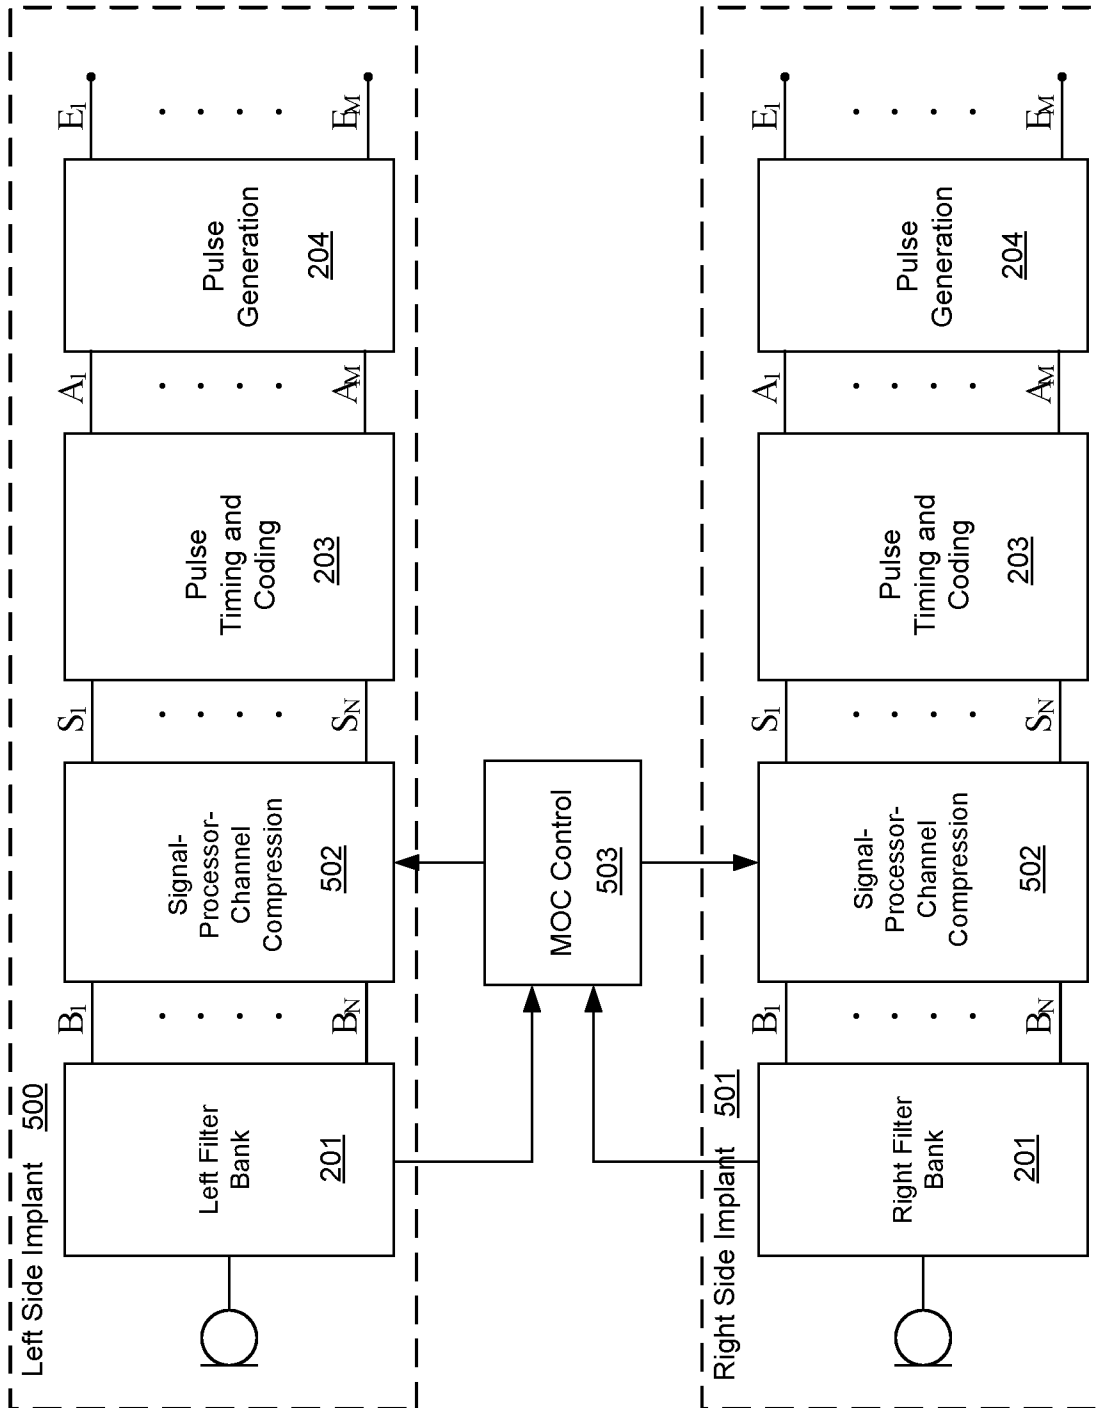 Left Side Implant 500
Left Filter
Bank
201
B1
BN
Signal-
Processor-
Channel
Compression
502
S1
SN
Pulse
Timing and
Coding
203
A1
AM
Pulse
Generation
204
E1
EM
MOC Control
503
Right Side Implant 501
Right Filter
Bank
201
B1
BN
Signal-
Processor-
Channel
Compression
502
S1
SN
Pulse
Timing and
Coding
203
A1
AM
Pulse
Generation
204
E1
EM